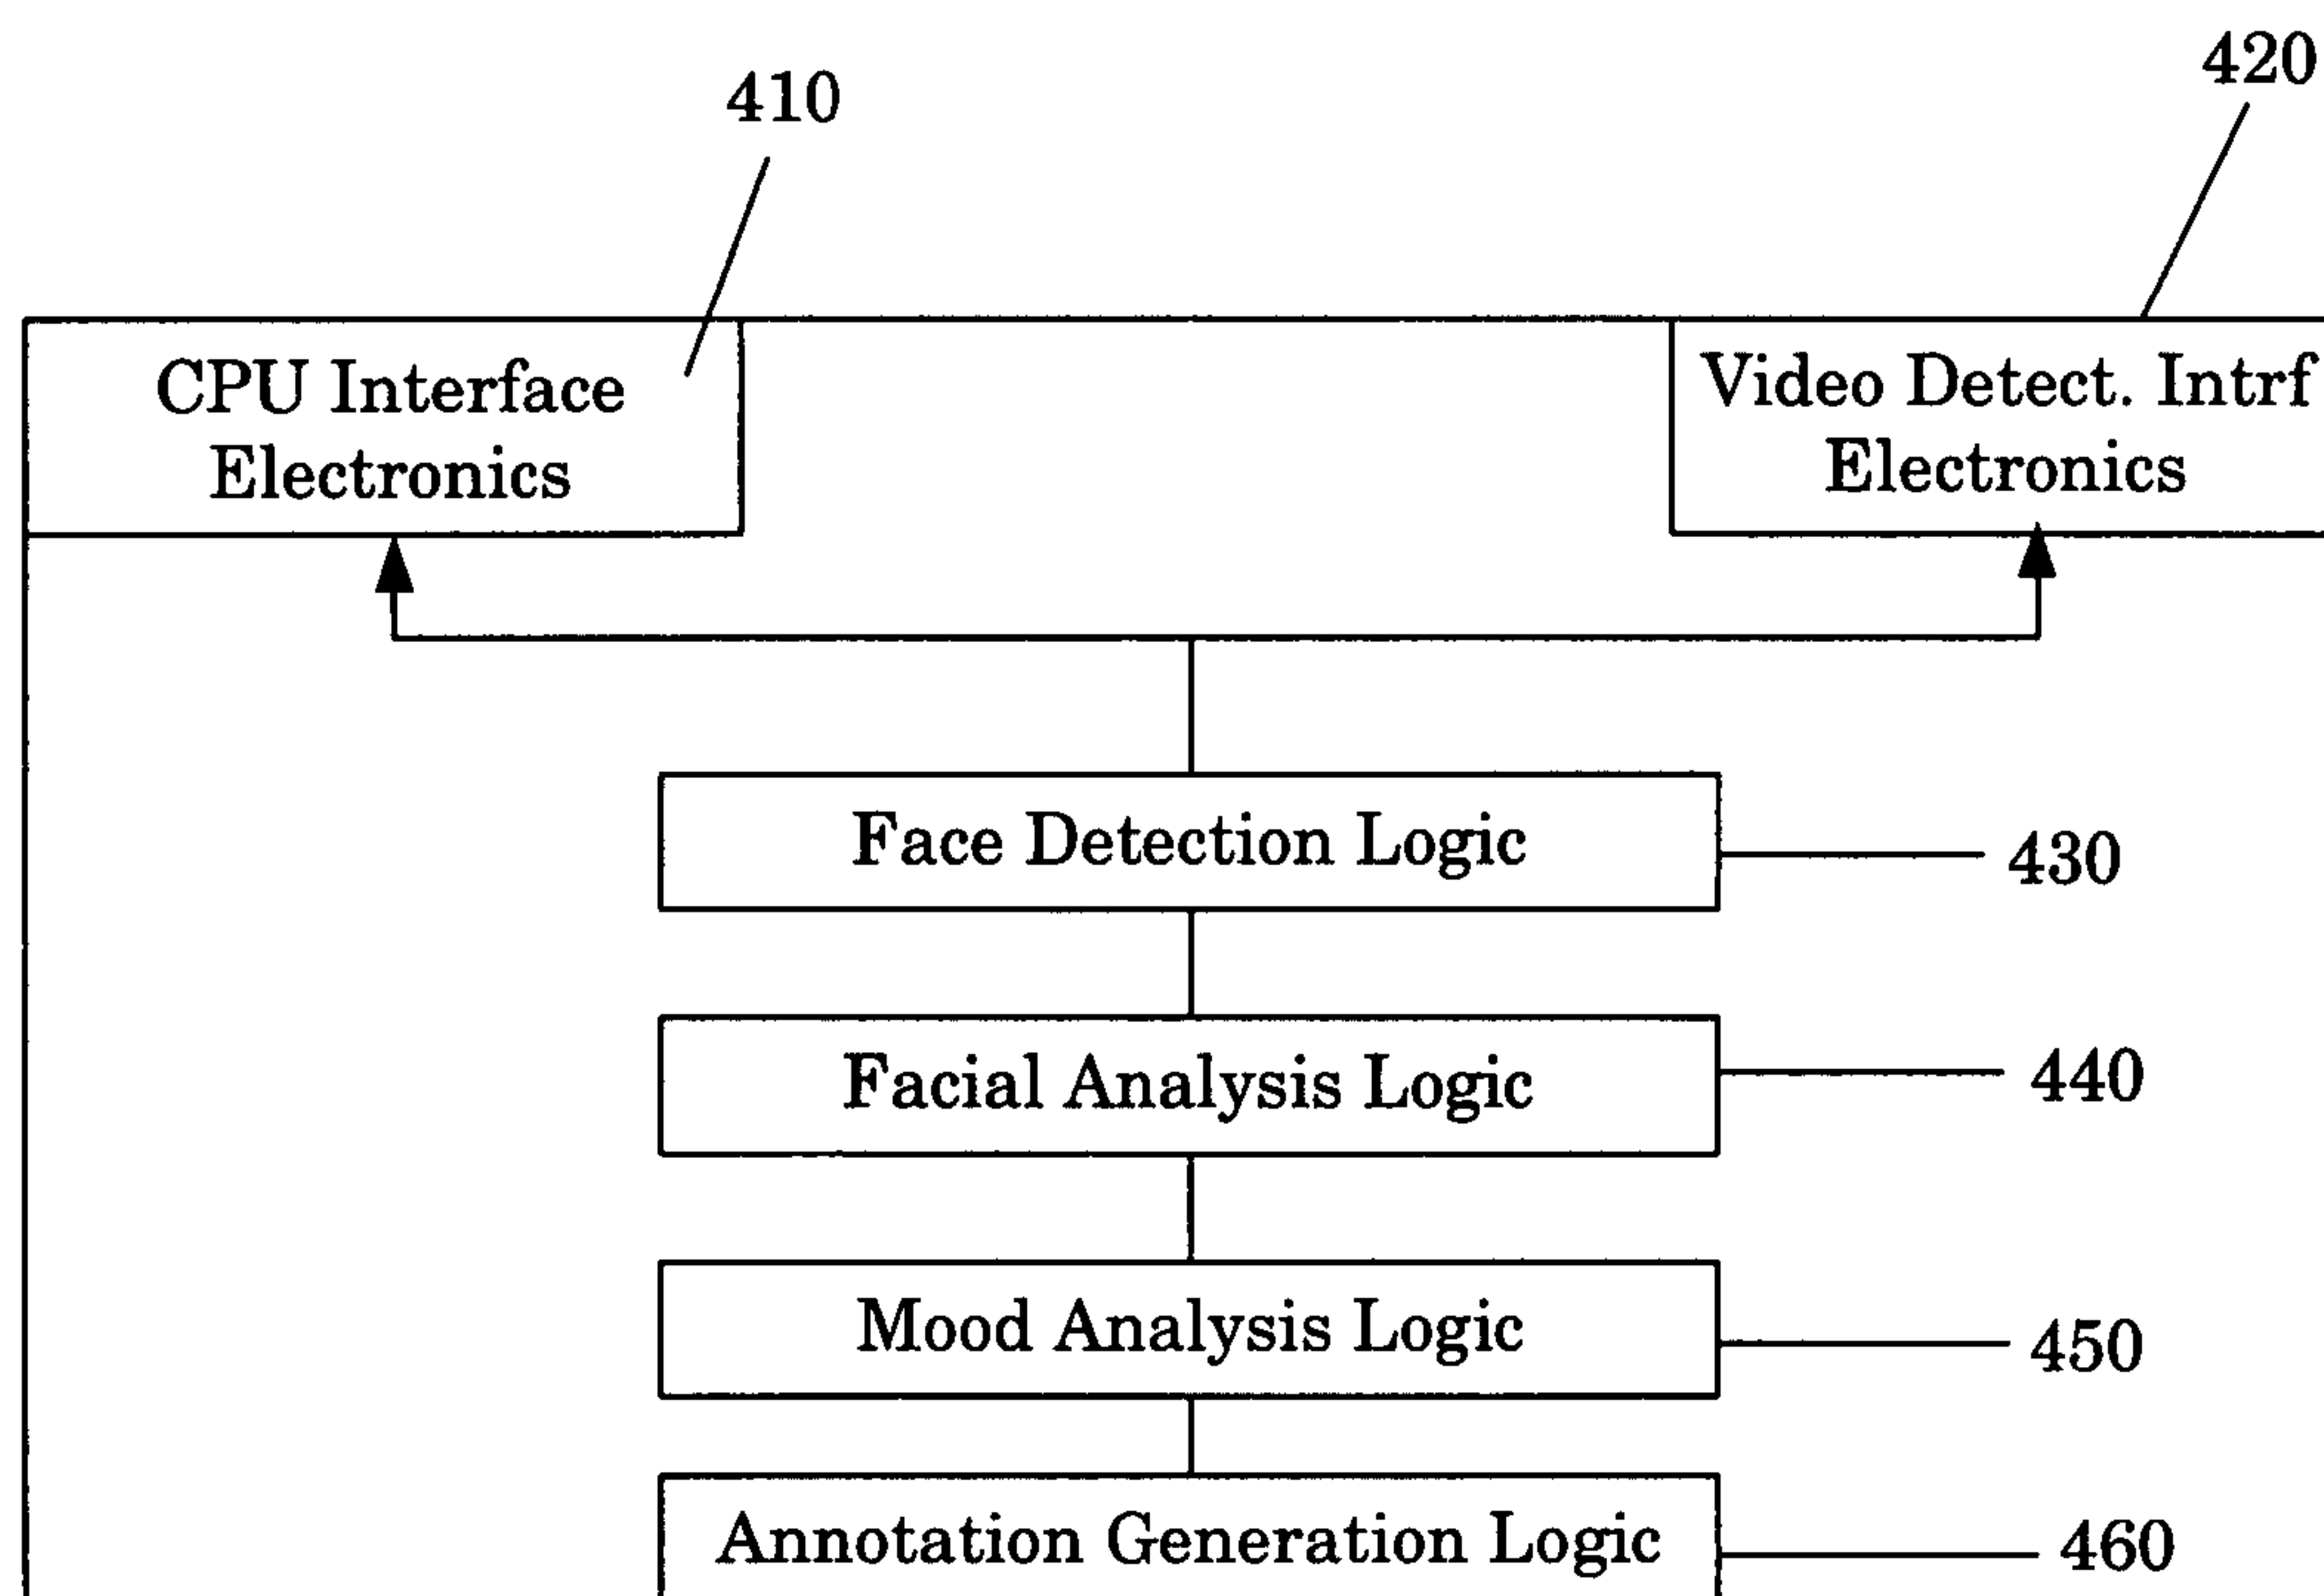 420
410
CPU Interface
Electronics
Video Detect. Intrf
Electronics
Face Detection Logic
430
Facial Analysis Logic
440
Mood Analysis Logic
450
Annotation Generation Logic
460